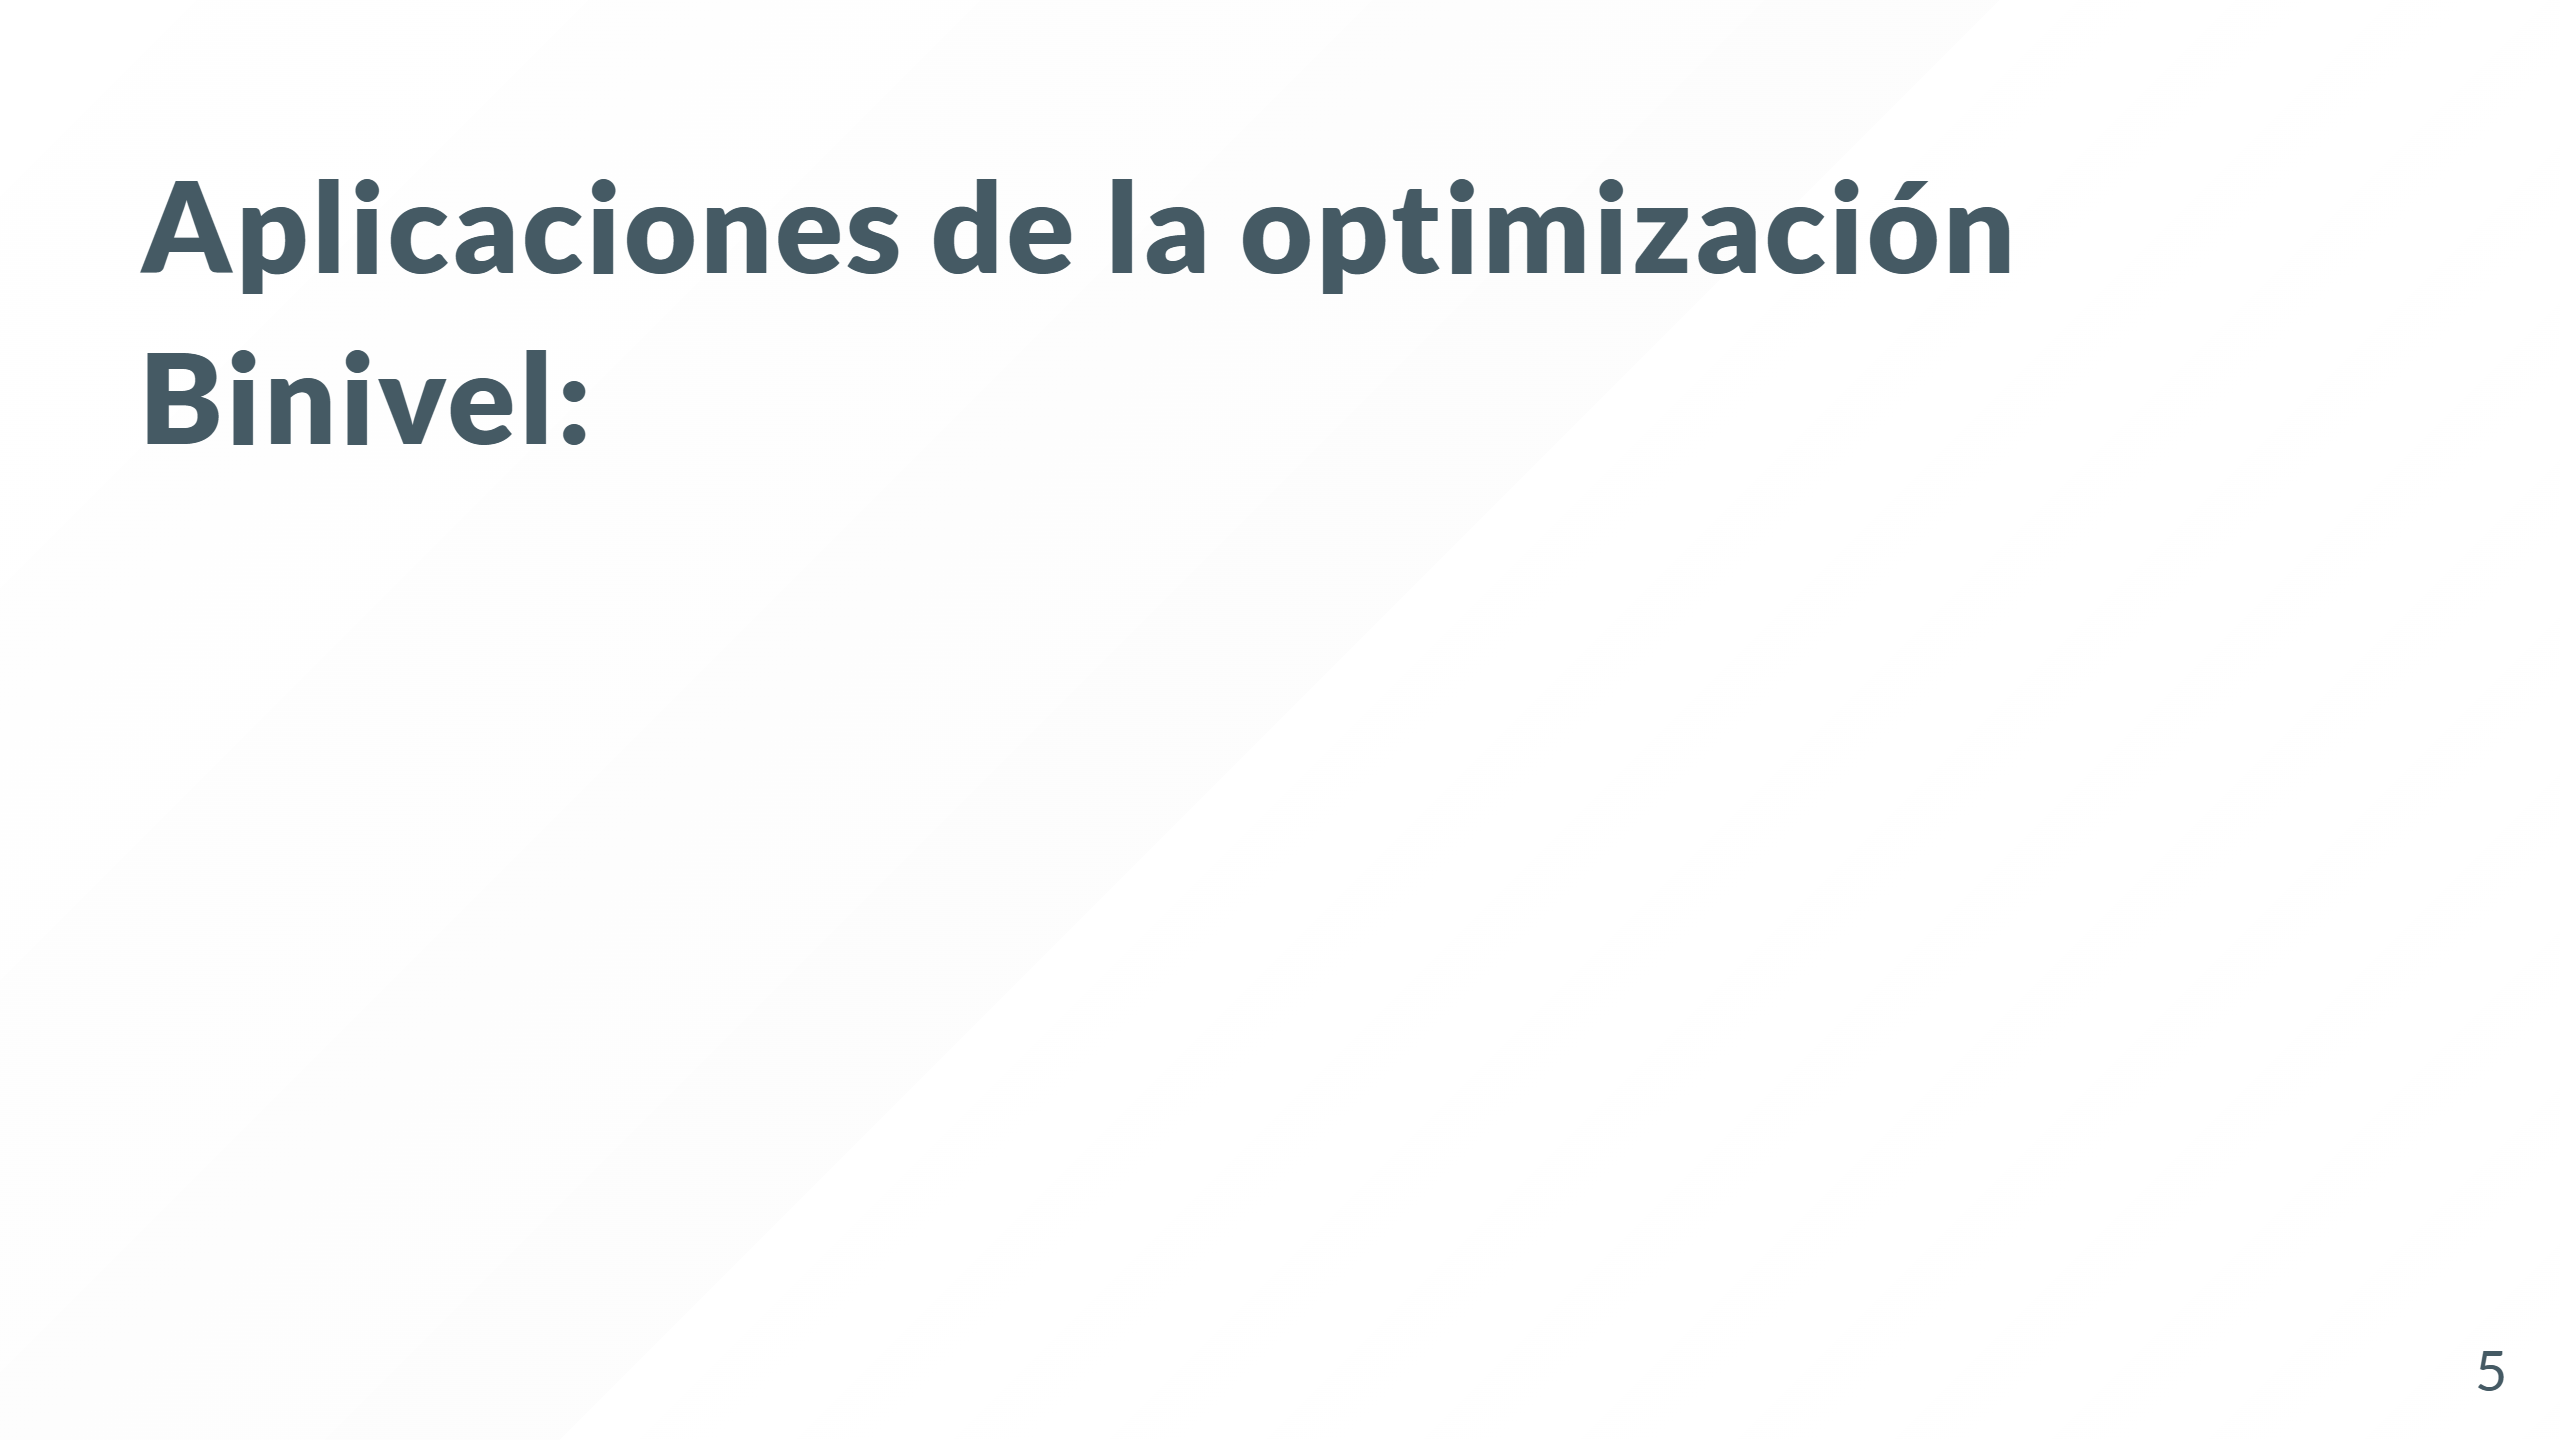 Aplicaciones de la optimización
Binivel:
5